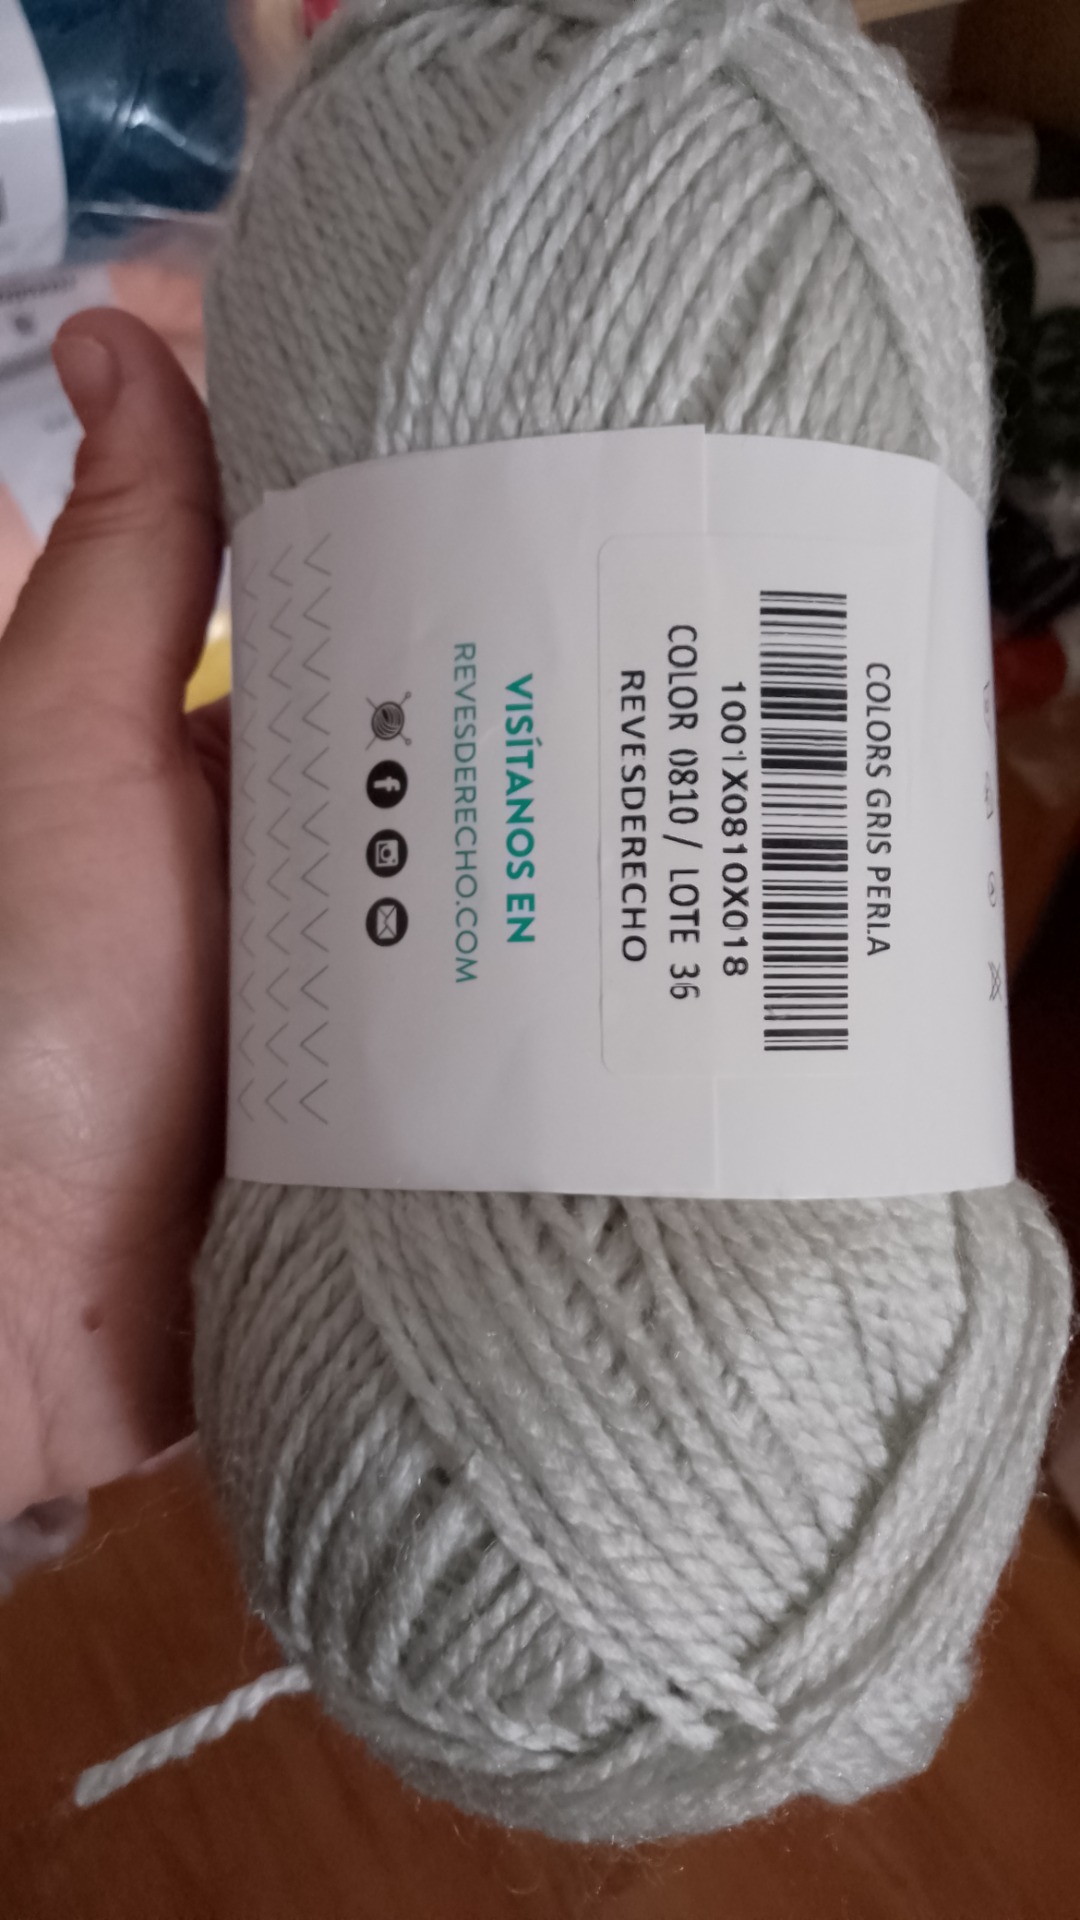 COLORS GRIS PERLA
1001X0810X018
COLOR 0810 / LOTE 36
REVESDERECHO
VISÍTANOS EN
REVESDERECHO.COM